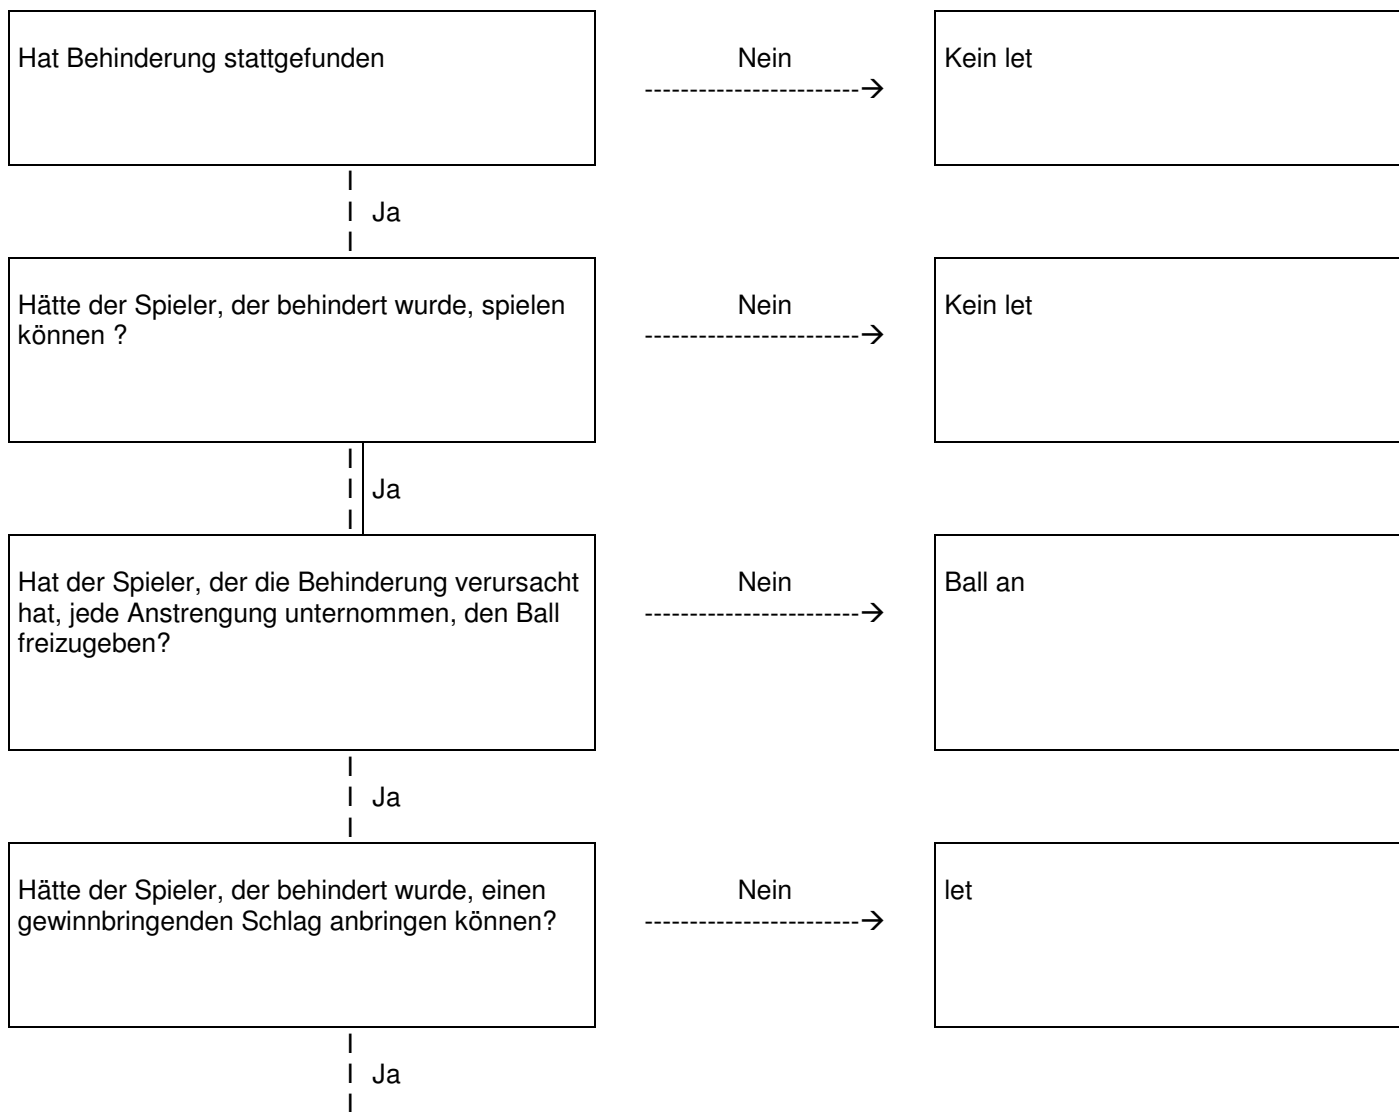 Hat Behinderung stattgefunden
Nein
Kein let
Ja
Hätte der Spieler, der behindert wurde, spielen
können ?
Nein
Kein let
Ja
Hat der Spieler, der die Behinderung verursacht
hat, jede Anstrengung unternommen, den Ball
freizugeben?
Nein
Ball an
Ja
Hätte der Spieler, der behindert wurde, einen
gewinnbringenden Schlag anbringen können?
Nein
let
Ja